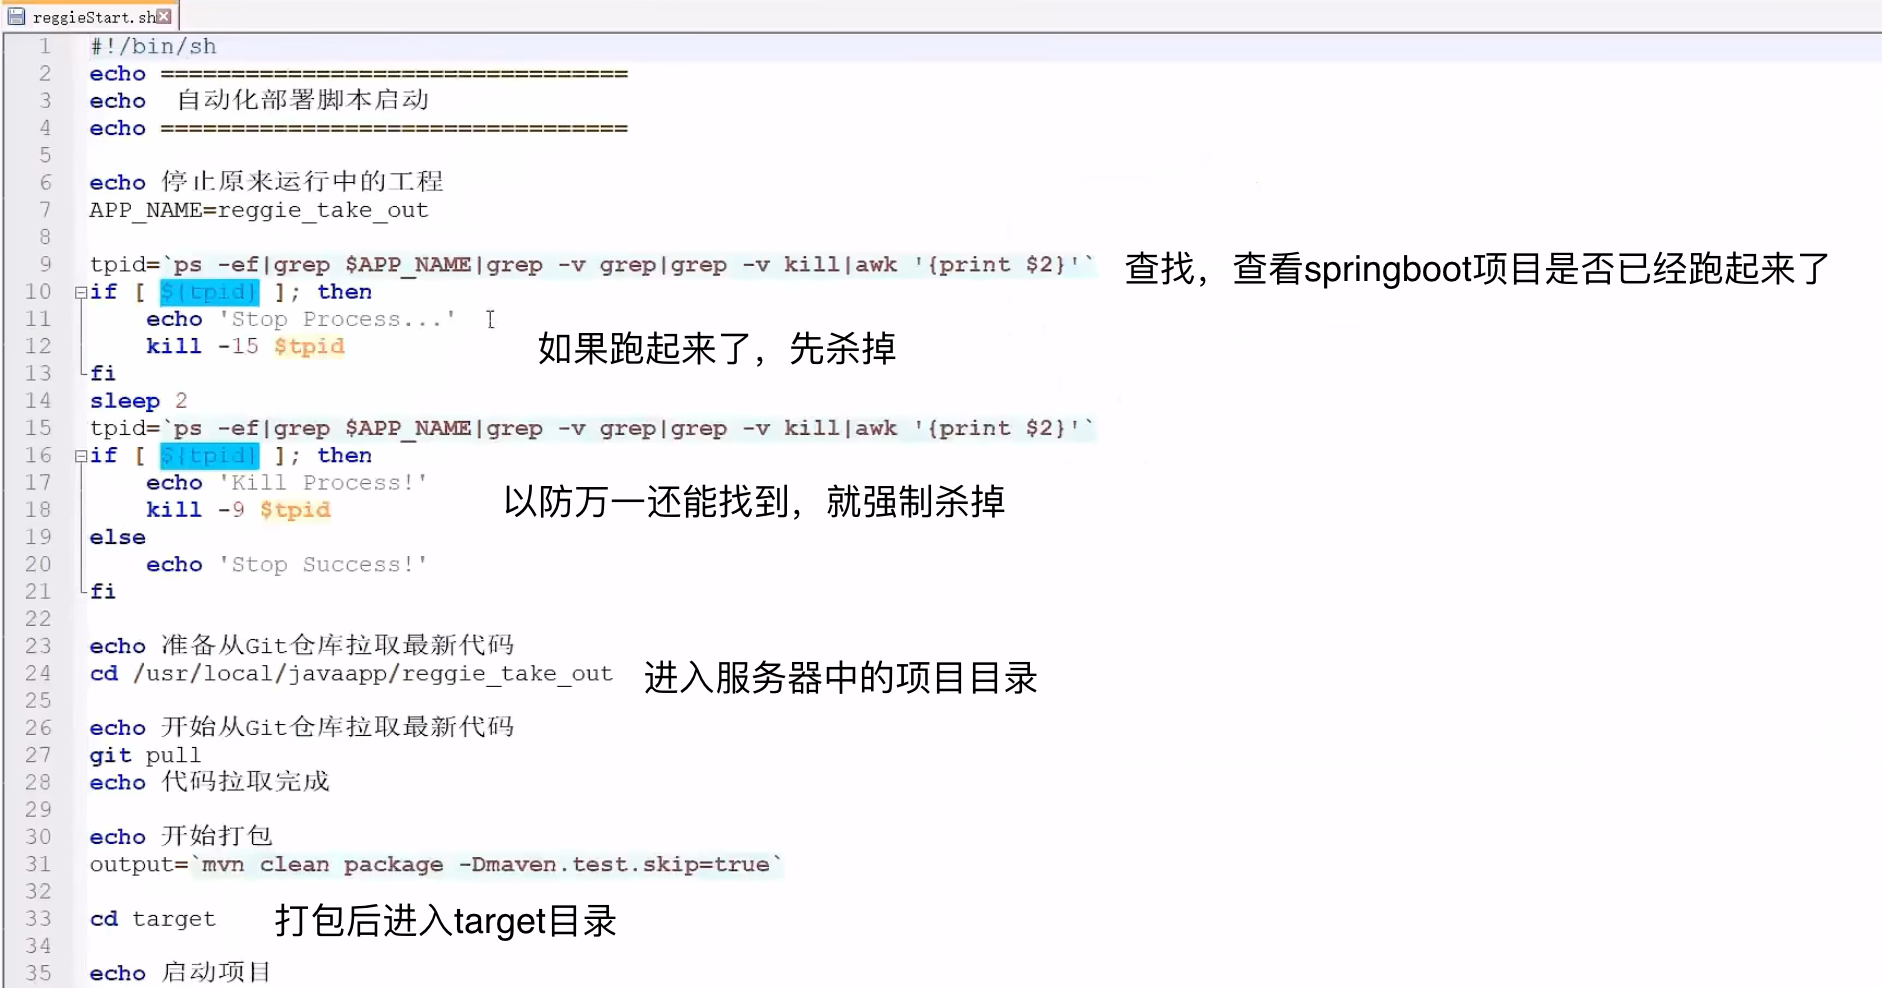 reggieStart.sh
1 #!/bin/sh
2 echo =================================
3 echo  自动化部署脚本启动
4 echo =================================
5
6 echo 停止原来运行中的工程
7 APP_NAME=reggie_take_out
8
9 tpid=`ps -ef|grep $APP_NAME|grep -v grep|grep -v kill|awk '{print $2}'` 查找，查看springboot项目是否已经跑起来了
10 if [ ${tpid} ]; then
11     echo 'Stop Process...'
12     kill -15 $tpid 如果跑起来了，先杀掉
13 fi
14 sleep 2
15 tpid=`ps -ef|grep $APP_NAME|grep -v grep|grep -v kill|awk '{print $2}'`
16 if [ ${tpid} ]; then
17     echo 'Kill Process!'
18     kill -9 $tpid 以防万一还能找到，就强制杀掉
19 else
20     echo 'Stop Success!'
21 fi
22
23 echo 准备从Git仓库拉取最新代码
24 cd /usr/local/javaapp/reggie_take_out 进入服务器中的项目目录
25
26 echo 开始从Git仓库拉取最新代码
27 git pull
28 echo 代码拉取完成
29
30 echo 开始打包
31 output=`mvn clean package -Dmaven.test.skip=true`
32
33 cd target 打包后进入target目录
34
35 echo 启动项目